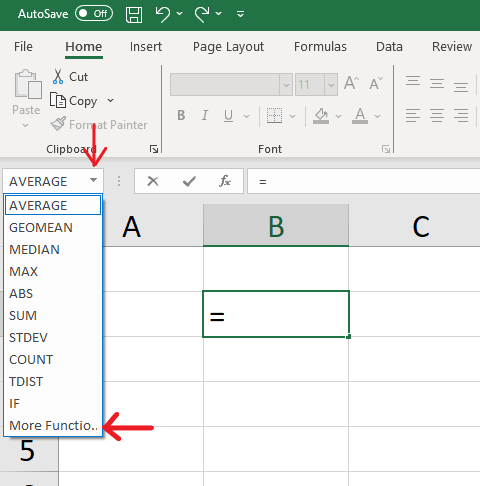 AutoSave Off
File Home Insert Page Layout Formulas Data Review
Cut
Copy
Format Painter
Paste
11 A A
B I U A
Clipboard Font
AVERAGE fx =
AVERAGE
GEOMEAN
MEDIAN
MAX
ABS
SUM
STDEV
COUNT
TDIST
IF
More Functio..
A B C
=
5